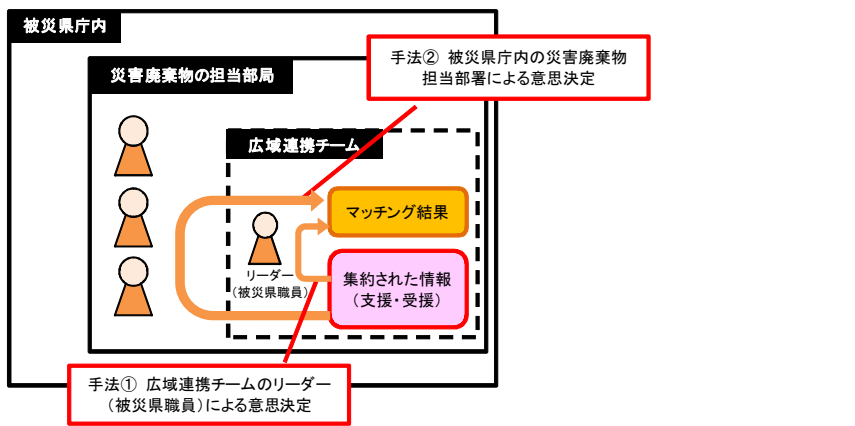 被災県庁内
災害廃棄物の担当部局
手法② 被災県庁内の災害廃棄物
担当部署による意思決定
広域連携チーム
マッチング結果
リーダー
（被災県職員）
集約された情報
（支援・受援）
手法① 広域連携チームのリーダー
（被災県職員）による意思決定